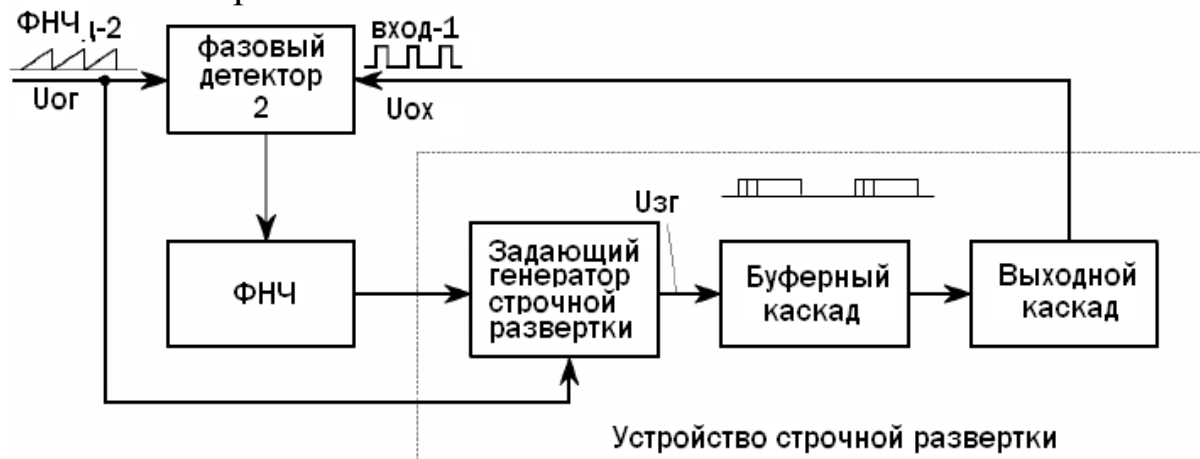 ФНЧ
д-2
вход-1
фазовый
детектор
2
Uог
Uох
Uзг
ФНЧ
Задающий
генератор
строчной
развертки
Буферный
каскад
Выходной
каскад
Устройство строчной развертки